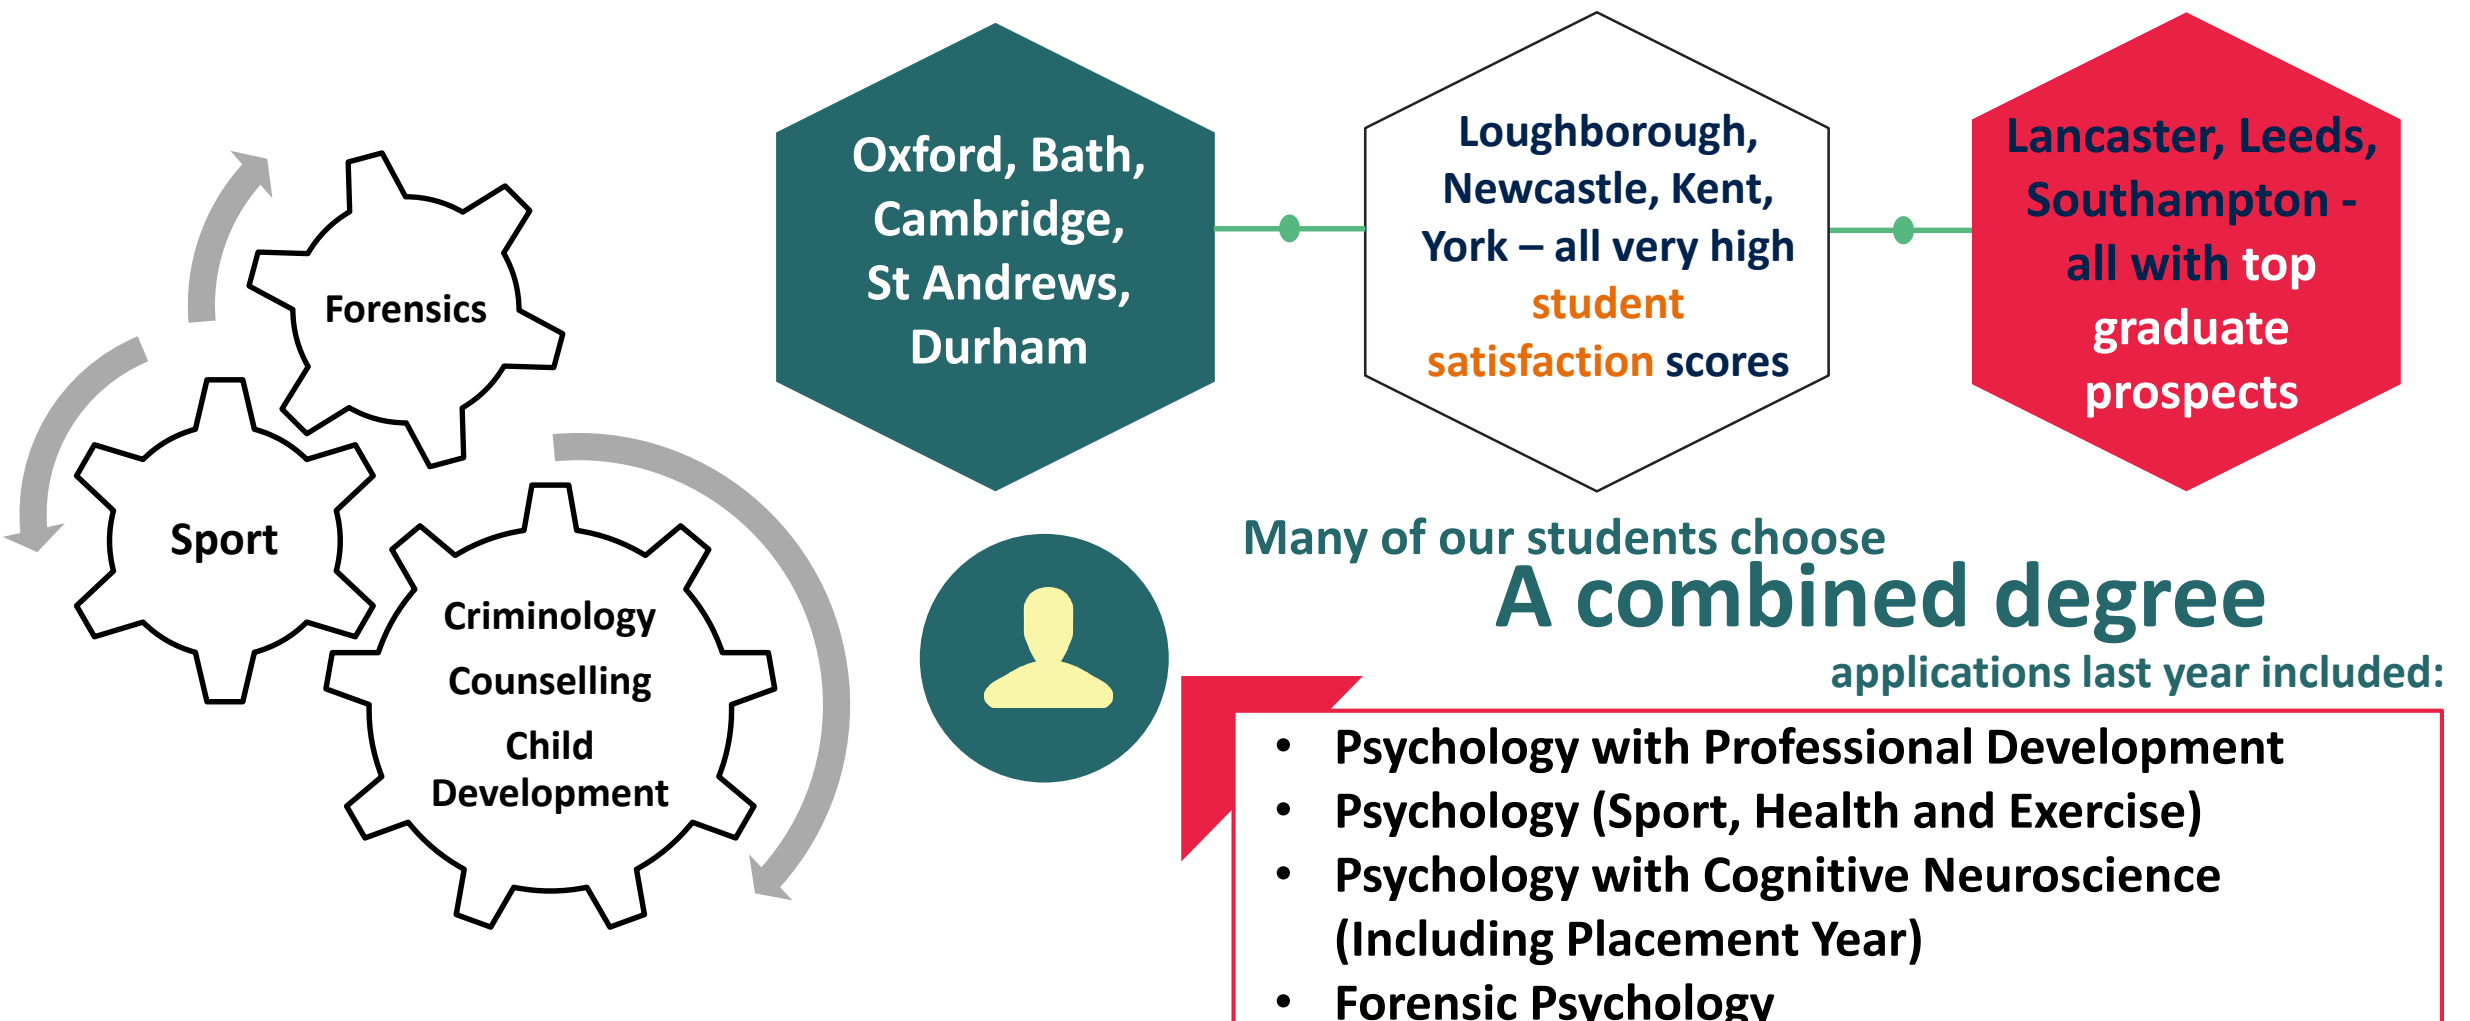 Oxford, Bath,
Cambridge,
St Andrews,
Durham
Loughborough,
Newcastle, Kent,
York – all very high
student
satisfaction scores
Lancaster, Leeds,
Southampton -
all with top
graduate
prospects
Forensics
Sport
Criminology
Counselling
Child
Development
Many of our students choose
A combined degree
applications last year included:
• Psychology with Professional Development
• Psychology (Sport, Health and Exercise)
• Psychology with Cognitive Neuroscience
(Including Placement Year)
• Forensic Psychology